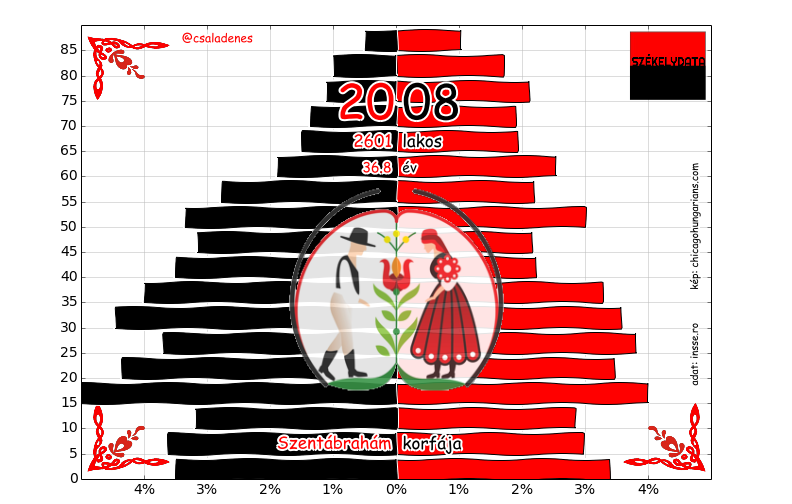 @csaladenes
SZÉKELYDATA
2008
2601 lakos
36.8 év
kép: chicagohungarians.com
adat: insse.ro
Szentábrahám korfája
85
80
75
70
65
60
55
50
45
40
35
30
25
20
15
10
5
0
4% 3% 2% 1% 0% 1% 2% 3% 4%